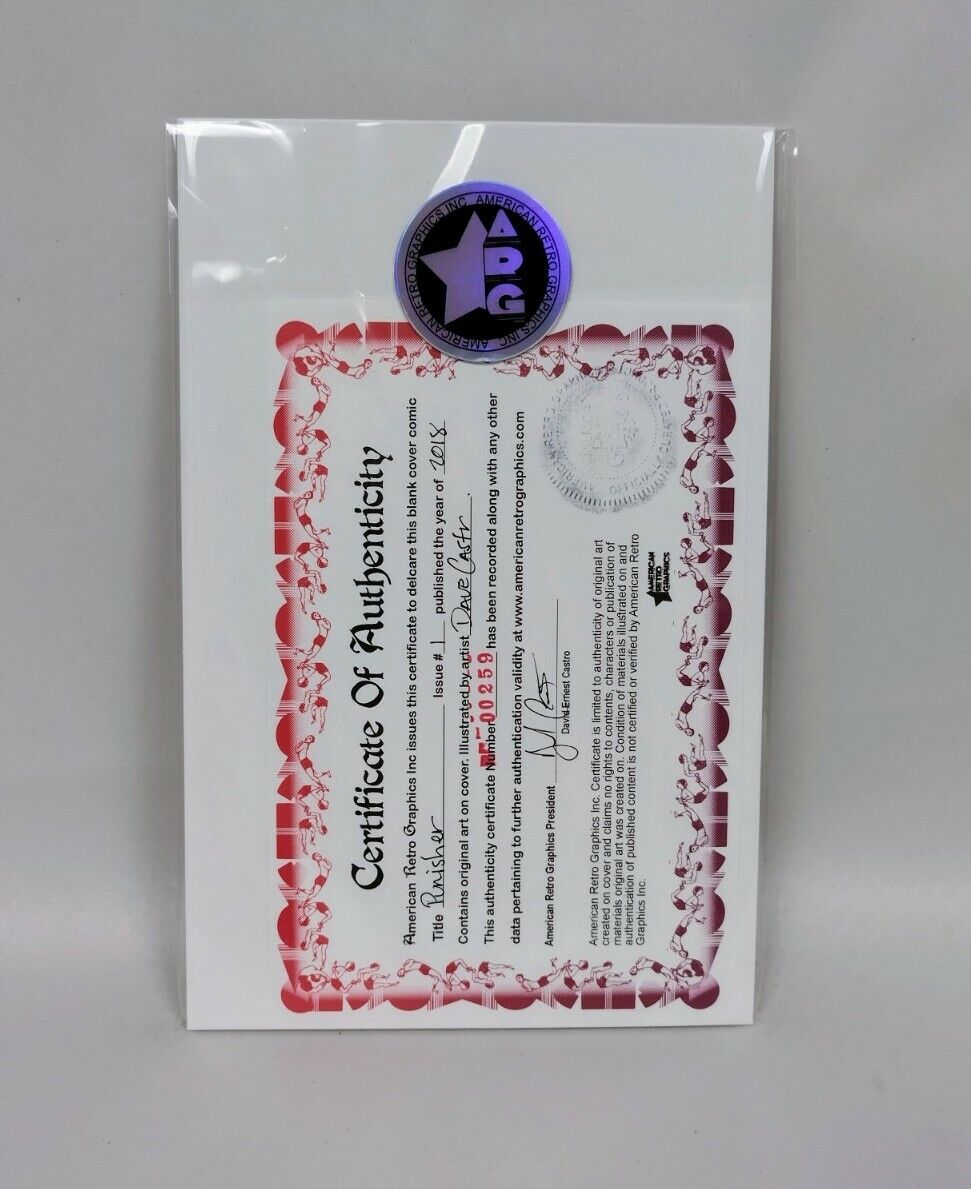 AMERICAN RETRO GRAPHICS INC
AMERICAN RETRO GRAPHICS INC
Certificate Of Authenticity
American Retro Graphics Inc issues this certificate to delcare this blank cover comic
Title Punisher Issue # 1 published the year of 2018
Contains original art on cover. Illustrated by artist Dave Castr.
This authenticity certificate Number 00259 has been recorded along with any other
data pertaining to further authentication validity at www.americanretrographics.com
American Retro Graphics President
David Ernest Castro
American Retro Graphics Inc. Certificate is limited to authenticity of original art
created on cover and claims no rights to contents, characters or publication of
materials original art was created on. Condition of materials illustrated on and
authentication of published content is not certified or verified by American Retro
Graphics Inc.
AMERICAN
RETRO
GRAPHICS